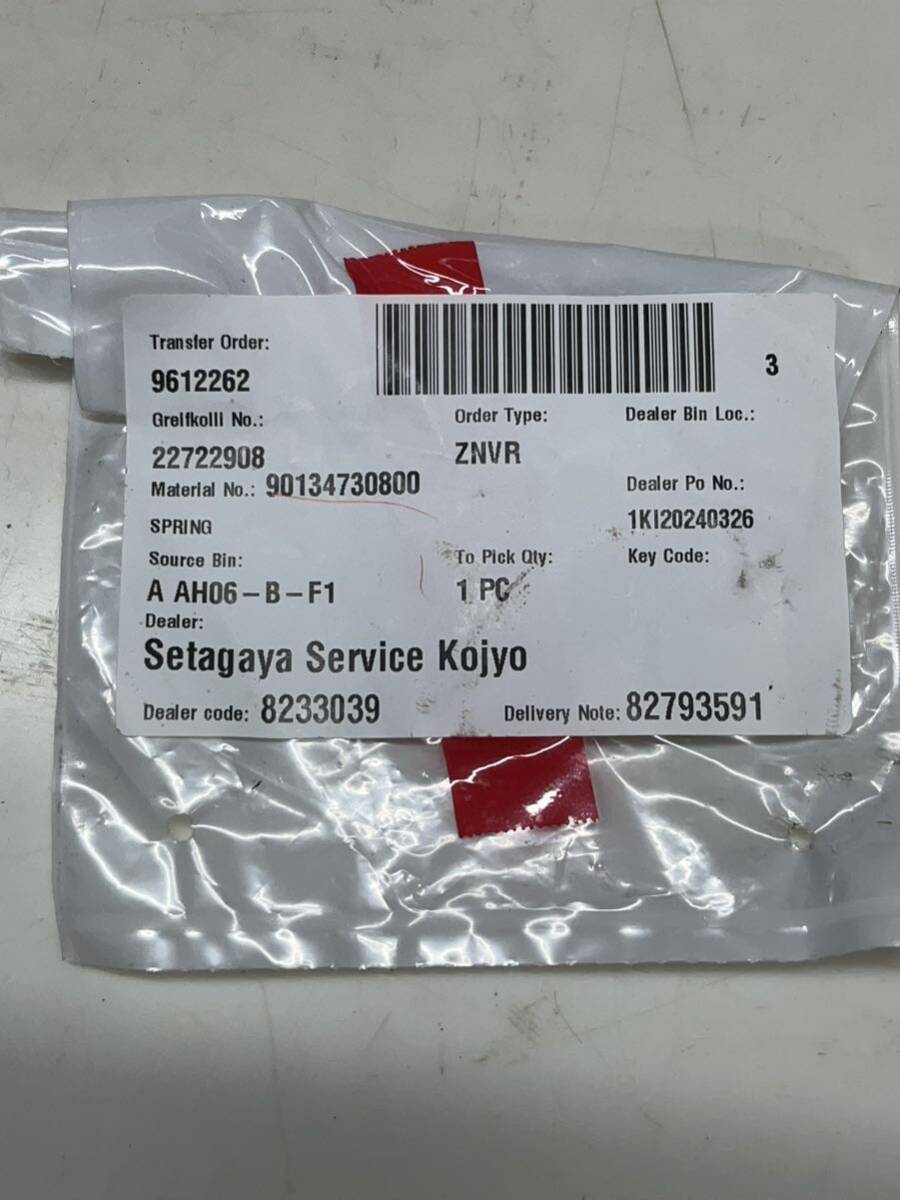 Transfer Order:
3
9612262
Greifkolli No.:
Order Type:
Dealer Bin Loc.:
22722908
ZNVR
Material No.: 90134730800
Dealer Po No.:
SPRING
1KI20240326
Source Bin:
To Pick Qty:
Key Code:
A AH06-B-F1
1 PC
Dealer:
Setagaya Service Kojyo
Dealer code: 8233039
Delivery Note: 82793591